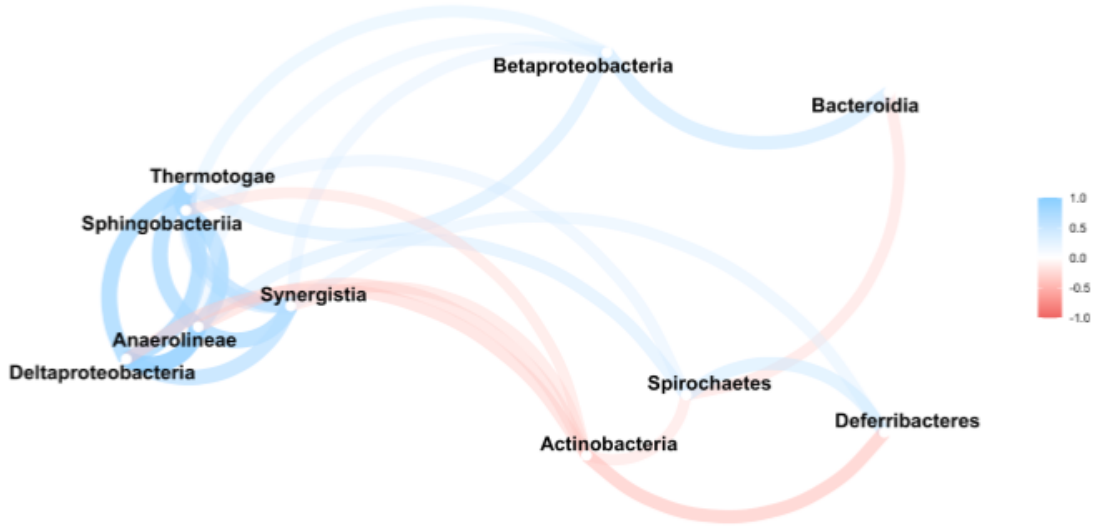 Betaproteobacteria
Bacteroidia
Thermotogae
Sphingobacteriia
Synergistia
Anaerolineae
Deltaproteobacteria
Spirochaetes
Deferribacteres
Actinobacteria
1.0
0.5
0.0
-0.5
-1.0